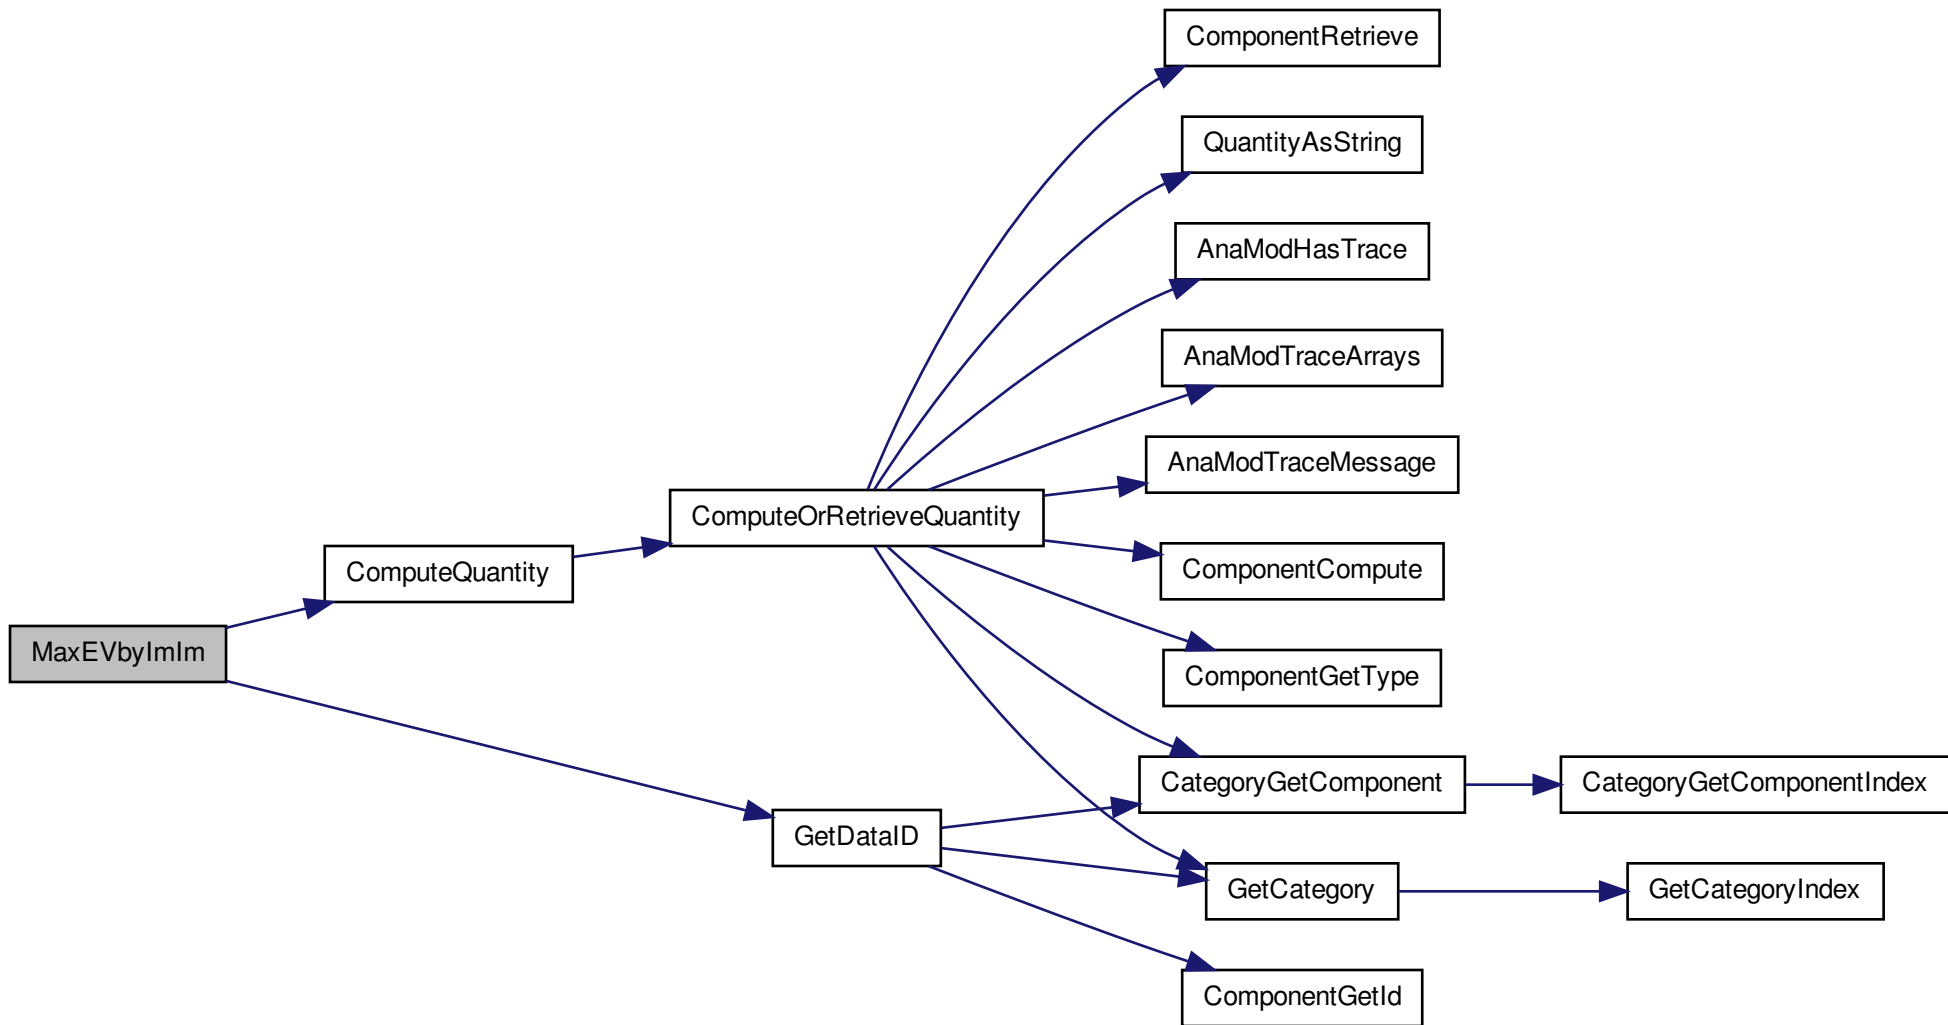 ComponentRetrieve
QuantityAsString
AnaModHasTrace
AnaModTraceArrays
AnaModTraceMessage
ComputeOrRetrieveQuantity
ComputeQuantity
ComponentCompute
MaxEVbyImIm
ComponentGetType
CategoryGetComponent
CategoryGetComponentIndex
GetDataID
GetCategory
GetCategoryIndex
ComponentGetId